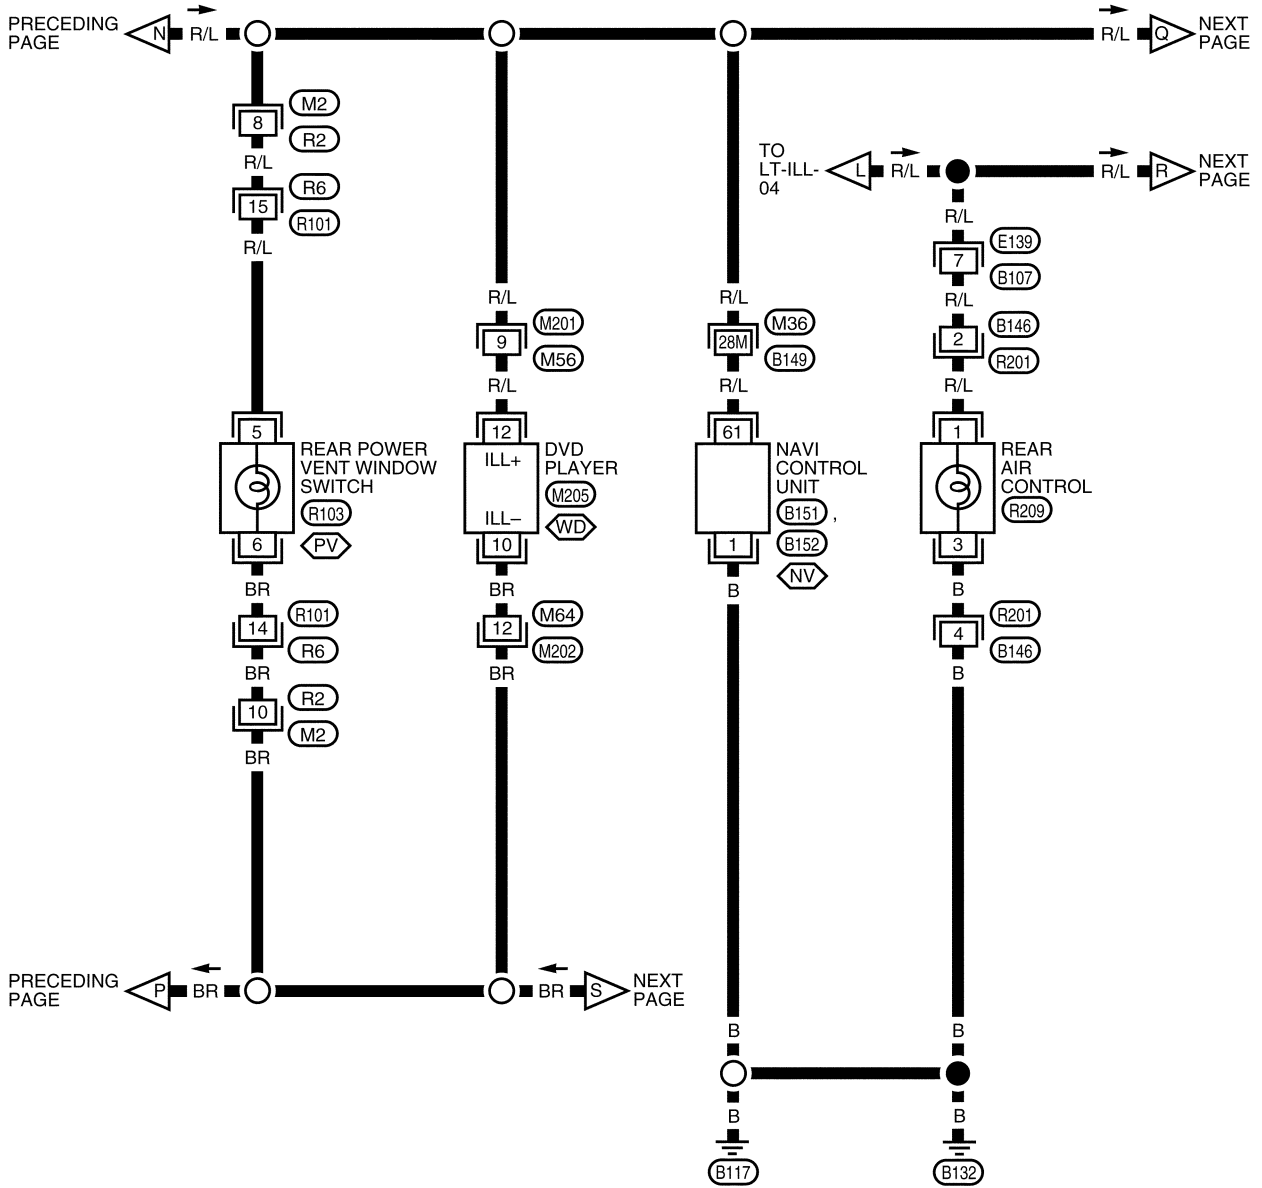 PRECEDING
PAGE
N
R/L
R/L
Q
NEXT
PAGE
8
M2
R2
R/L
15
R6
R101
R/L
TO
LT-ILL-
04
L
R/L
R/L
R
NEXT
PAGE
R/L
7
E139
B107
R/L
2
B146
R201
R/L
R/L
9
M201
M56
R/L
R/L
28M
M36
B149
R/L
5
REAR POWER
VENT WINDOW
SWITCH
R103
PV
6
12
ILL+
ILL–
DVD
PLAYER
M205
WD
10
61
NAVI
CONTROL
UNIT
B151 ,
B152
NV
1
1
REAR
AIR
CONTROL
R209
3
BR
14
R101
R6
BR
10
R2
M2
BR
BR
12
M64
M202
BR
B
B
4
R201
B146
B
PRECEDING
PAGE
P
BR
BR
S
NEXT
PAGE
B
B
B
B
B117
B132